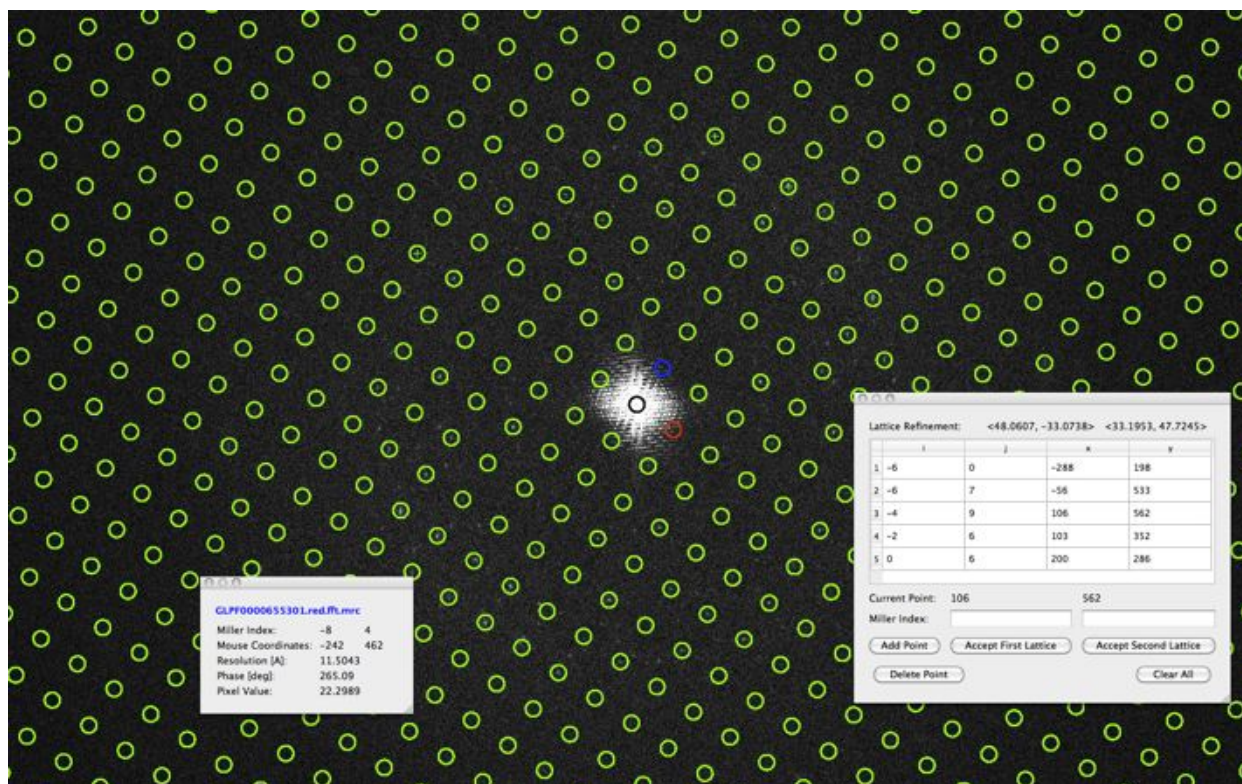 Lattice Refinement: <48.0607, -33.0738> <33.1953, 47.7245>
i j x y
1 -6 0 -288 198
2 -6 7 -56 533
3 -4 9 106 562
4 -2 6 103 352
5 0 6 200 286
Current Point: 106 562
Miller Index:
Add Point Accept First Lattice Accept Second Lattice
Delete Point Clear All
GLPF0000655301.red.fft.mrc
Miller Index: -8 4
Mouse Coordinates: -242 462
Resolution [A]: 11.5043
Phase [deg]: 265.09
Pixel Value: 22.2989